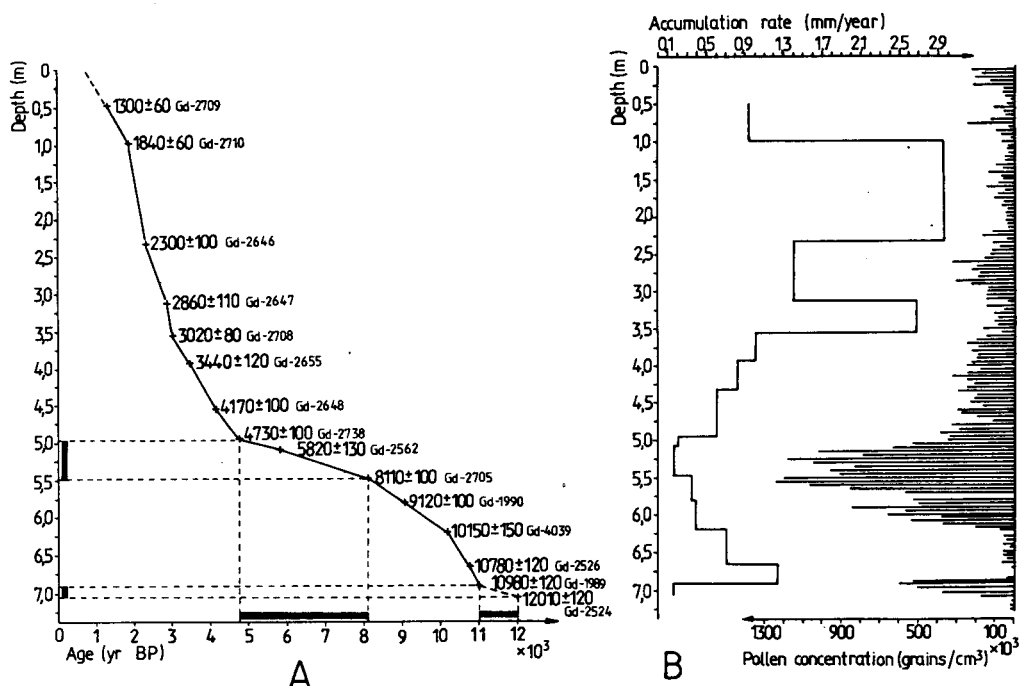 Depth (m)
0
0,5
1,0
1,5
2,0
2,5
3,0
3,5
4,0
4,5
5,0
5,5
6,0
6,5
7,0
1300±60 Gd-2709
1840±60 Gd-2710
2300±100 Gd-2646
2860±110 Gd-2647
3020±80 Gd-2708
3440±120 Gd-2655
4170±100 Gd-2648
4730±100 Gd-2738
5820±130 Gd-2562
8110±100 Gd-2705
9120±100 Gd-1990
10150±150 Gd-4039
10780±120 Gd-2526
10980±120 Gd-1989
12010±120
Gd-2524
0 1 2 3 4 5 6 7 8 9 10 11 12
Age (yr BP)
×10³
A
Accumulation rate (mm/year)
0,1 0,5 0,9 1,3 1,7 2,1 2,5 2,9
Depth (m)
0
0,5
1,0
1,5
2,0
2,5
3,0
3,5
4,0
4,5
5,0
5,5
6,0
6,5
7,0
1300 900 500 100
×10³
Pollen concentration (grains/cm³)
B